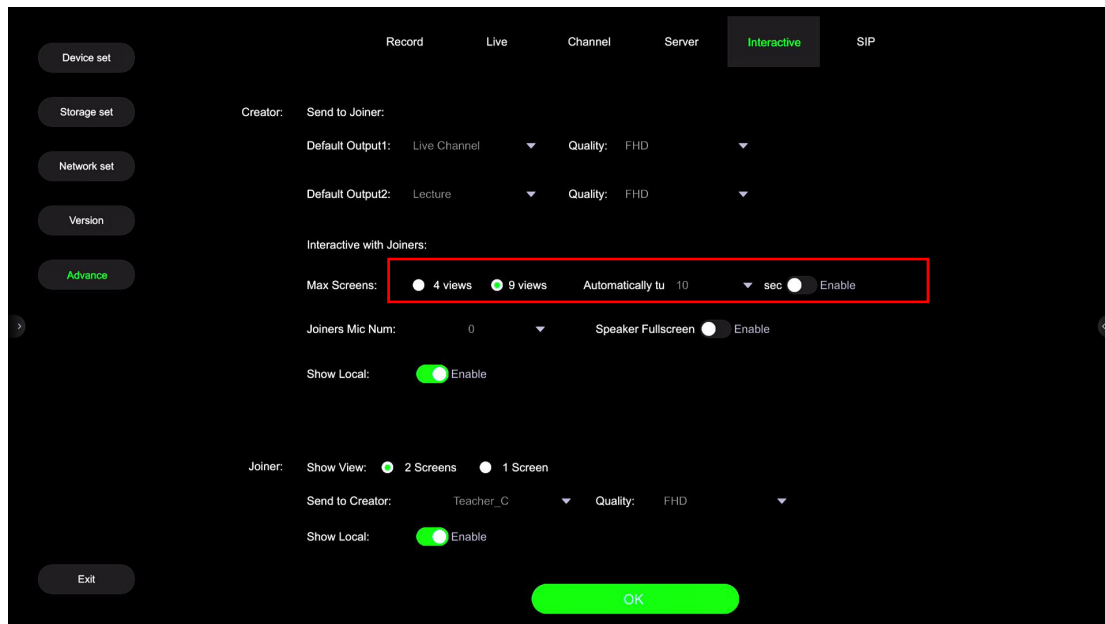 Record Live Channel Server Interactive SIP
Device set
Storage set
Network set
Version
Advance
Exit
Creator: Send to Joiner:
Default Output1: Live Channel Quality: FHD
Default Output2: Lecture Quality: FHD
Interactive with Joiners:
Max Screens: 4 views 9 views Automatically tu 10 sec Enable
Joiners Mic Num: 0 Speaker Fullscreen Enable
Show Local: Enable
Joiner: Show View: 2 Screens 1 Screen
Send to Creator: Teacher_C Quality: FHD
Show Local: Enable
OK